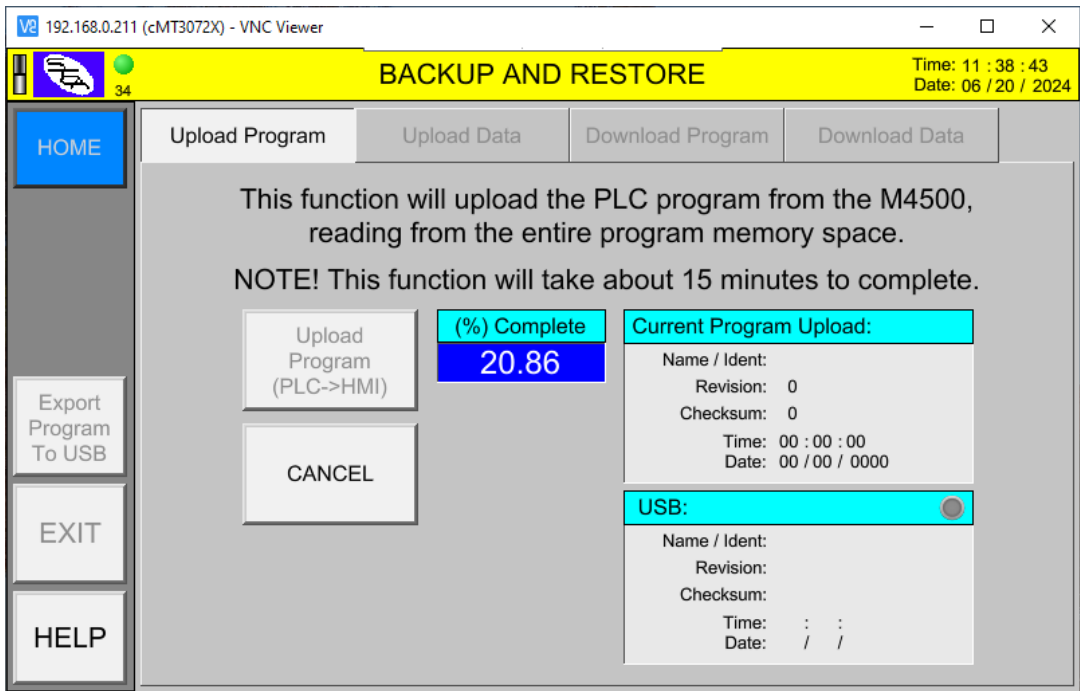 192.168.0.211 (cMT3072X) - VNC Viewer
SEA
34
BACKUP AND RESTORE
Time: 11 : 38 : 43
Date: 06 / 20 / 2024
HOME
Upload Program
Upload Data
Download Program
Download Data
This function will upload the PLC program from the M4500,
reading from the entire program memory space.
NOTE! This function will take about 15 minutes to complete.
Upload
Program
(PLC->HMI)
(%) Complete
20.86
CANCEL
Current Program Upload:
Name / Ident:
Revision: 0
Checksum: 0
Time: 00 : 00 : 00
Date: 00 / 00 / 0000
USB:
Name / Ident:
Revision:
Checksum:
Time: : :
Date: / /
Export
Program
To USB
EXIT
HELP